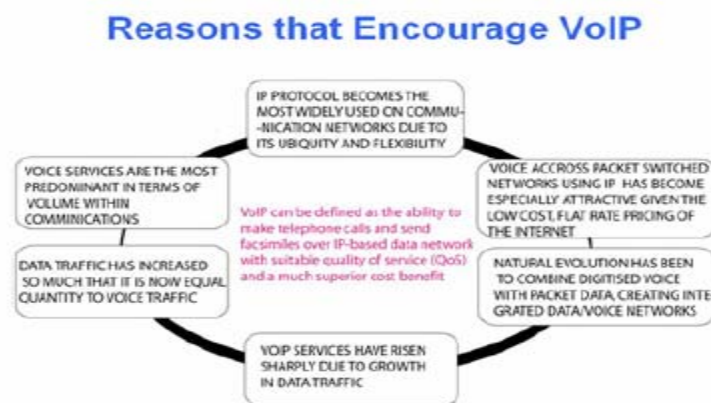 Reasons that Encourage VoIP
IP PROTOCOL BECOMES THE
MOST WIDELY USED ON COMMU-
-NICATION NETWORKS DUE TO
ITS UBIQUITY AND FLEXIBILITY
VOICE SERVICES ARE THE MOST
PREDOMINANT IN TERMS OF
VOLUME WITHIN
COMMINICATIONS
VOICE ACCROSS PACKET SWITCHED
NETWORKS USING IP HAS BECOME
ESPECIALLY ATTRACTIVE GIVEN THE
LOW COST, FLAT RATE PRICING OF
THE INTERNET
VoIP can be defined as the ability to
make telephone calls and send
facsimiles over IP-based data network
with suitable quality of service (QoS)
and a much superior cost benefit
DATA TRAFFIC HAS INCREASED
SO MUCH THAT IT IS NOW EQUAL
QUANTITY TO VOICE TRAFFIC
NATURAL EVOLUTION HAS BEEN
TO COMBINE DIGITISED VOICE
WITH PACKET DATA, CREATING INTE
GRATED DATA/VOICE NETWORKS
VOIP SERVICES HAVE RISEN
SHARPLY DUE TO GROWTH
IN DATA TRAFFIC